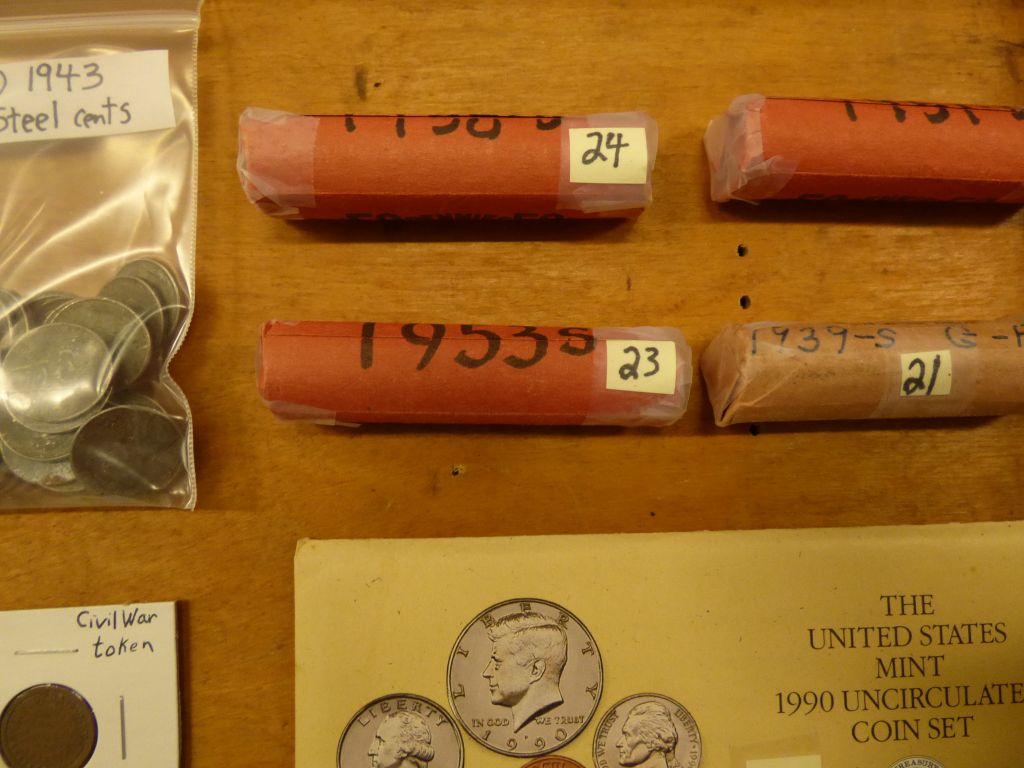 1943
Steel cents
24
1953s
23
1939-S G-
21
Civil War
token
THE
UNITED STATES
MINT
1990 UNCIRCULATE
COIN SET
LIBERTY
IN GOD WE TRUST
1990
LIBERTY
LIBERTY